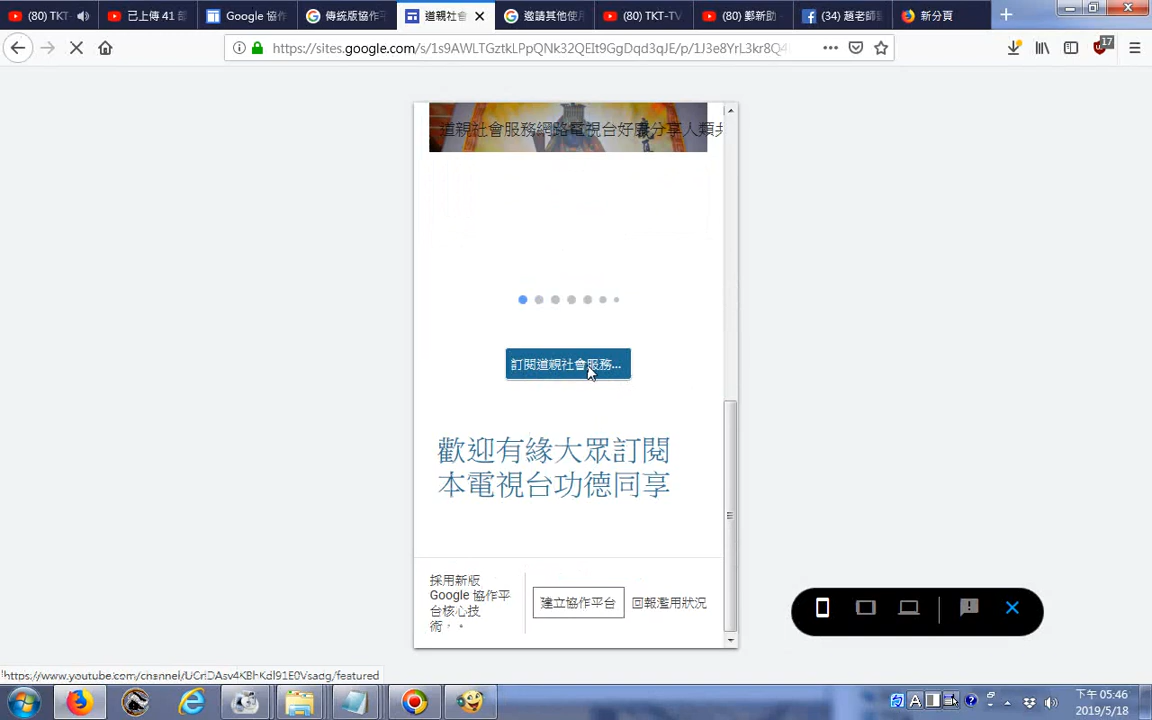 (80) TKT-
已上傳 41 部
Google 協作
傳統版協作平
道親社會
邀請其他使用
(80) TKT-TV
(80) 鄭新助
(34) 趙老師
新分頁
https://sites.google.com/s/1s9AWLTGztkLPpQNk32QEIt9GgDqd3qJE/p/1J3e8YrL3kr8Q4
17
道親社會服務網路電視台好康分享人類共
訂閱道親社會服務...
歡迎有緣大眾訂閱
本電視台功德同享
採用新版
Google 協作平
台核心技
術。
建立協作平台
回報濫用狀況
https://www.youtube.com/channel/UCriDAsv4KBhKdl91E0Vsadg/featured
下午 05:46
2019/5/18